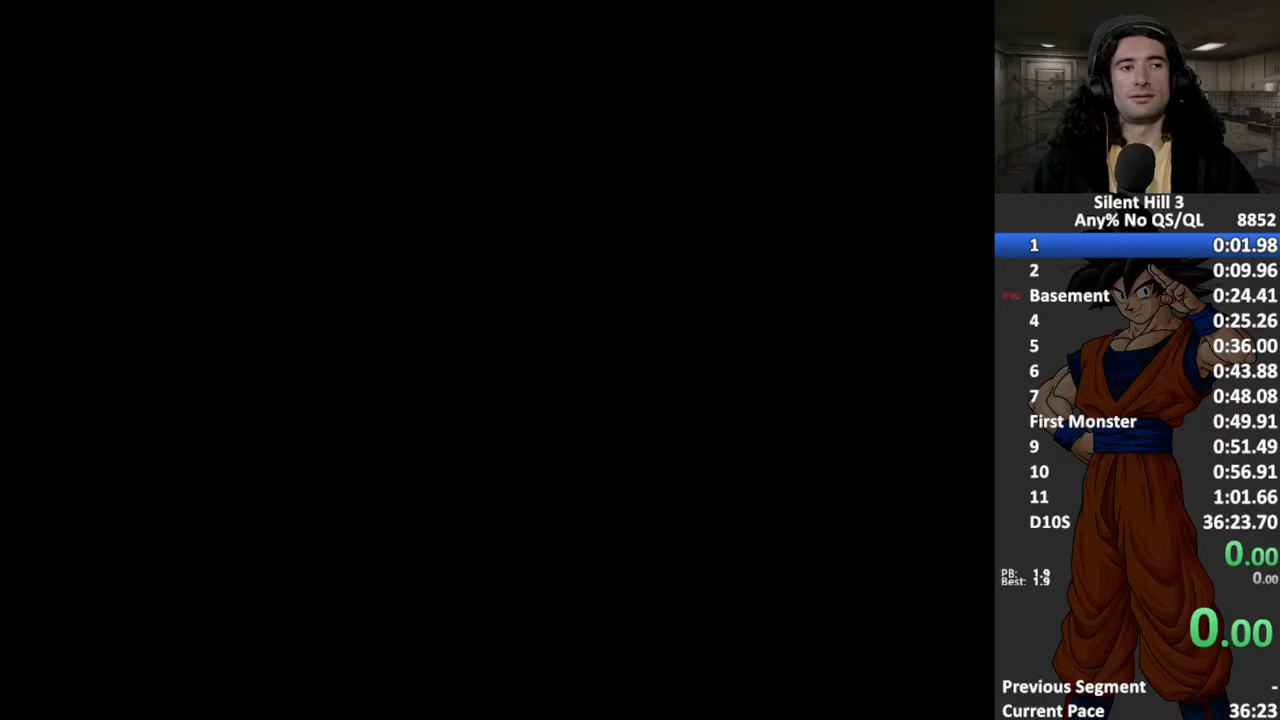 Silent Hill 3
Any% No QS/QL 8852
1 0:01.98
2 0:09.96
Basement 0:24.41
4 0:25.26
5 0:36.00
6 0:43.88
7 0:48.08
First Monster 0:49.91
9 0:51.49
10 0:56.91
11 1:01.66
D10S 36:23.70
0.00
PB: 1.9 0.00
Best: 1.9
0.00
Previous Segment -
Current Pace 36:23